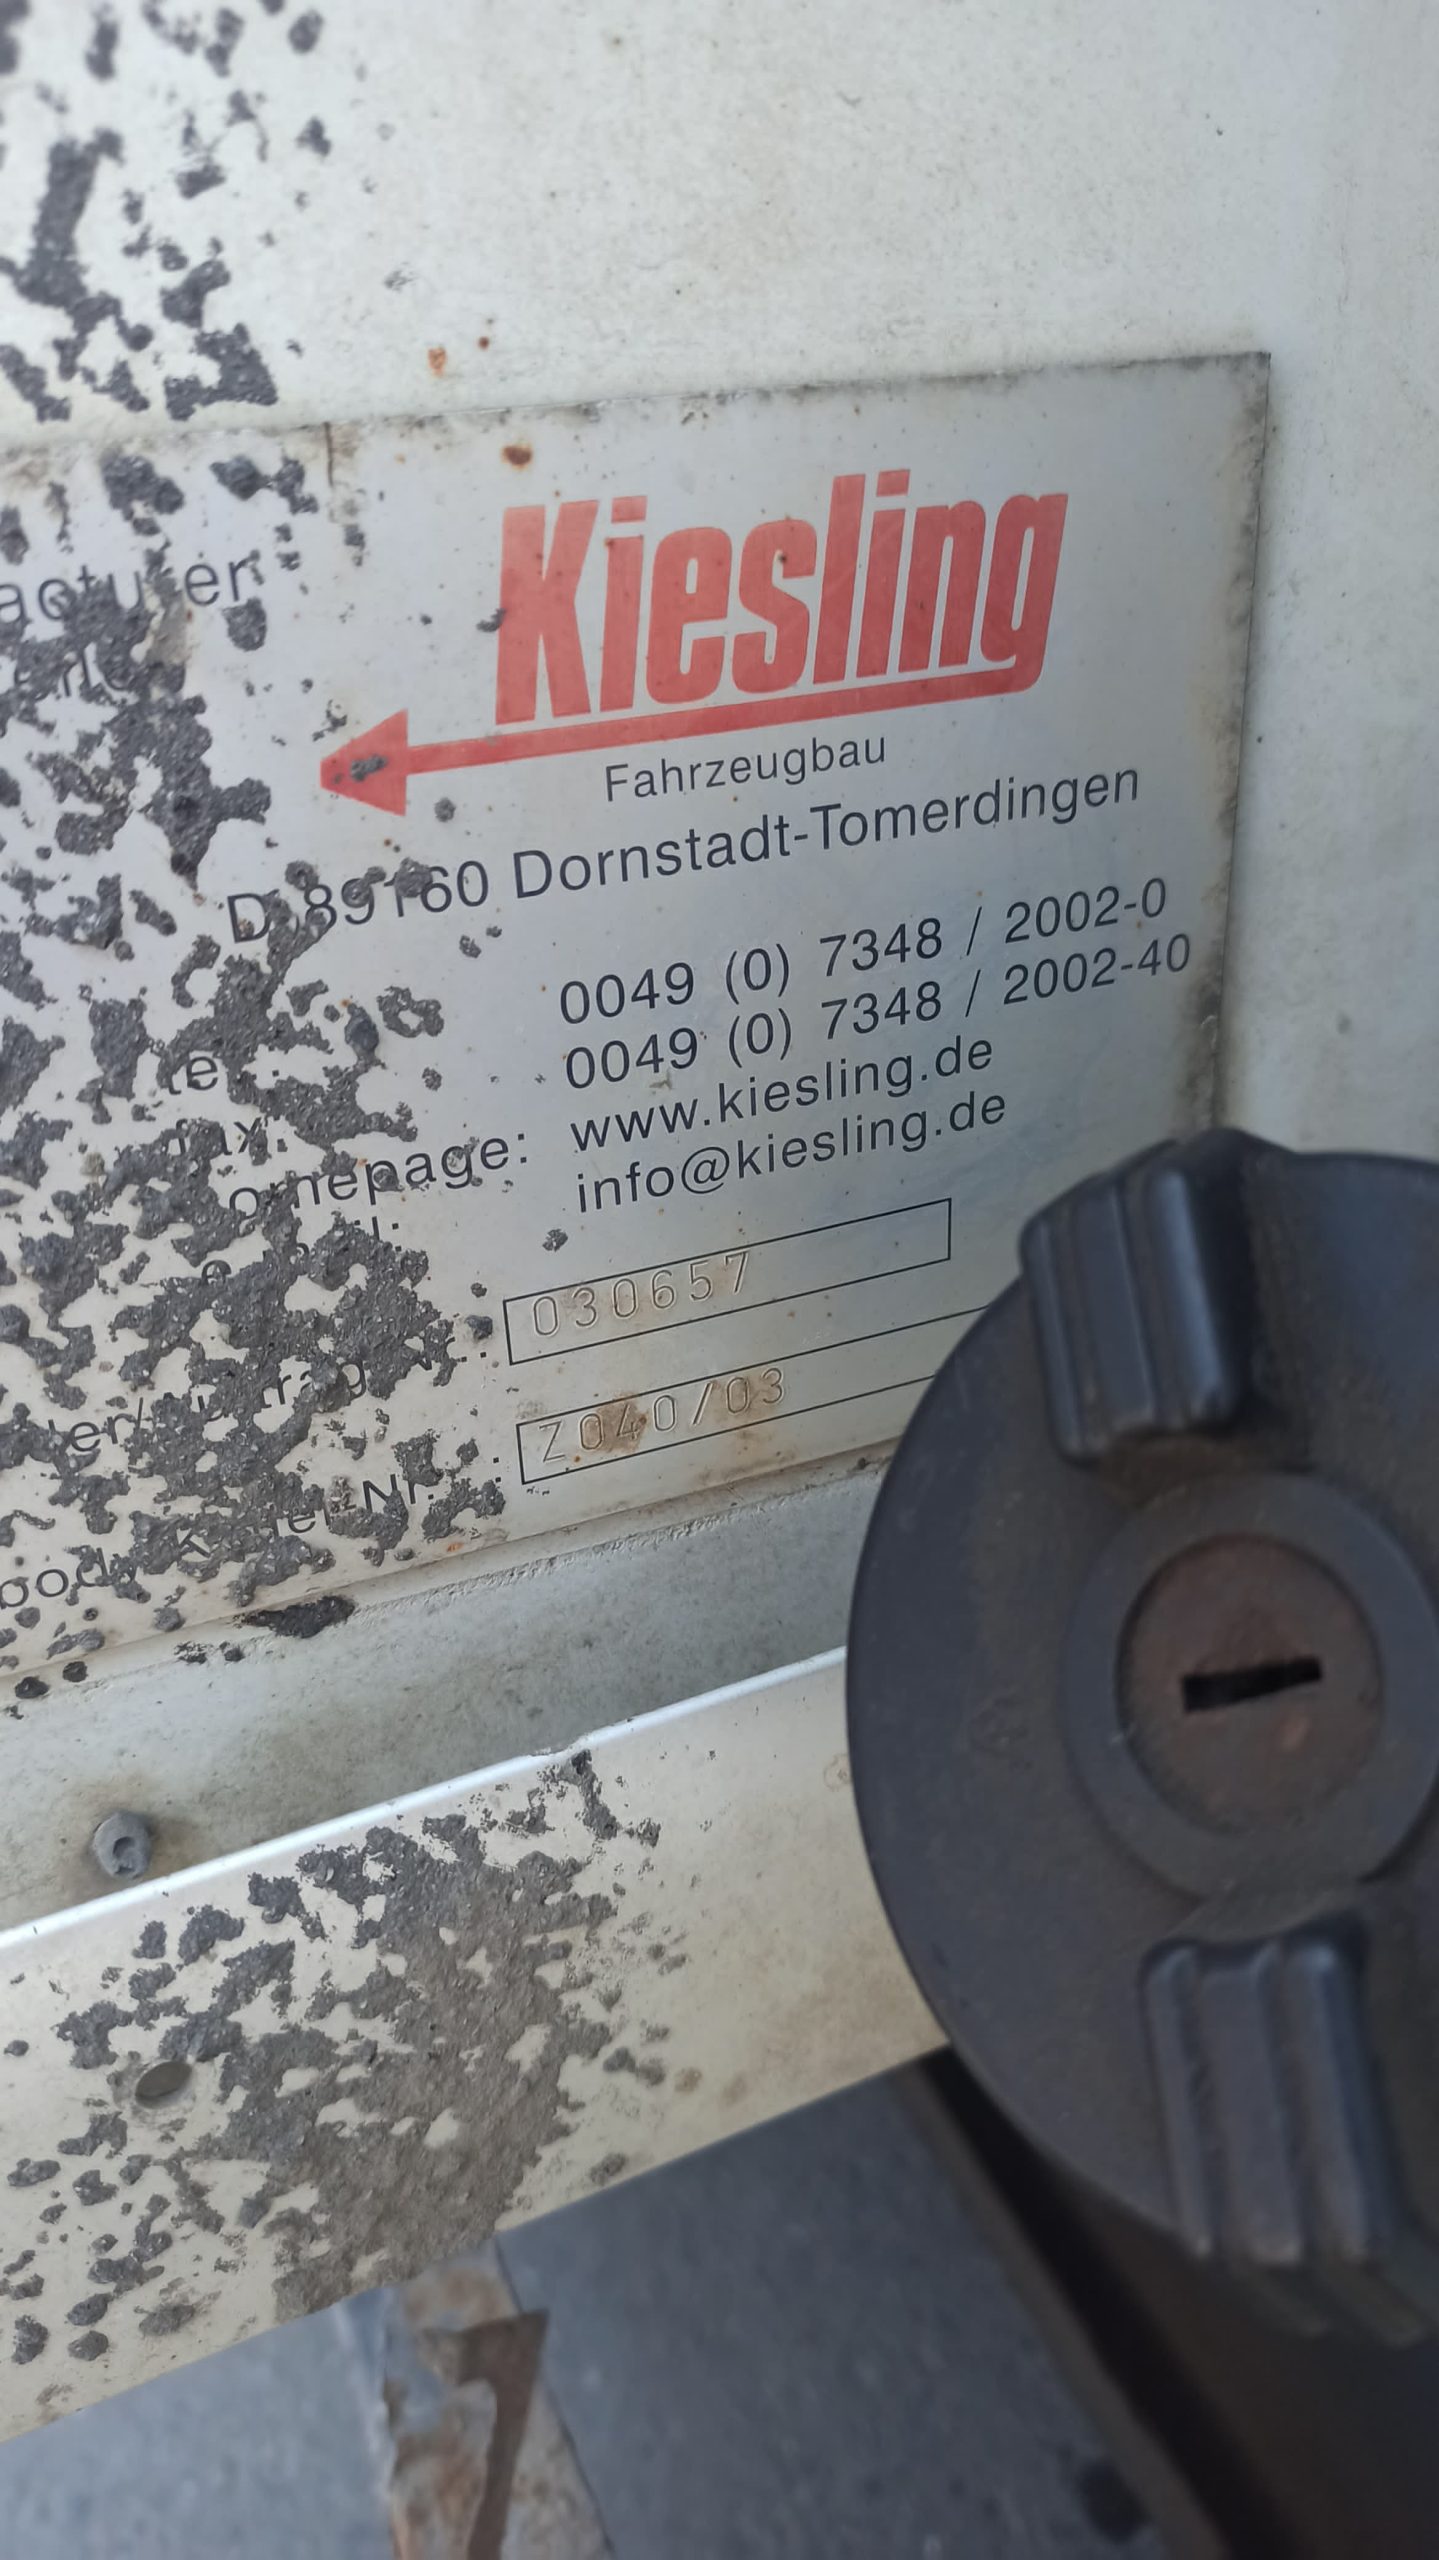 Kiesling
Fahrzeugbau
D 89160 Dornstadt-Tomerdingen
0049 (0) 7348 / 2002-0
fax: 0049 (0) 7348 / 2002-40
www.kiesling.de
info@kiesling.de
030657
Z040/03